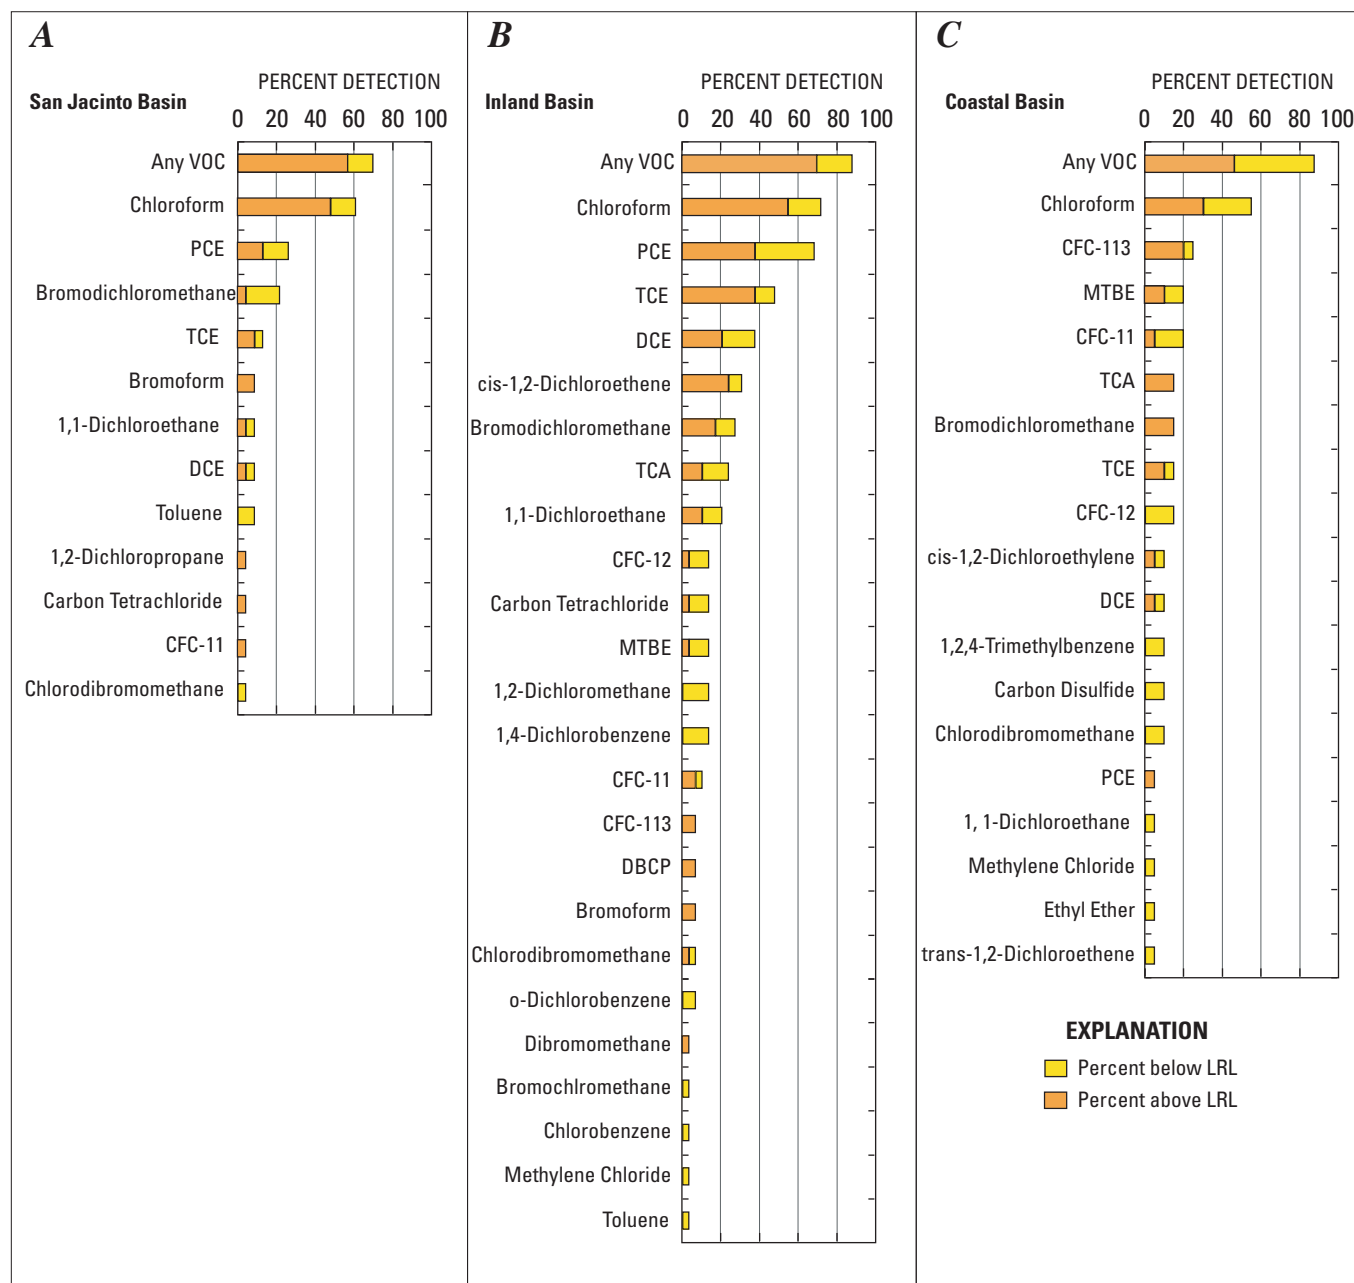 A
San Jacinto Basin
PERCENT DETECTION
0 20 40 60 80 100
Any VOC
Chloroform
PCE
Bromodichloromethane
TCE
Bromoform
1,1-Dichloroethane
DCE
Toluene
1,2-Dichloropropane
Carbon Tetrachloride
CFC-11
Chlorodibromomethane
B
Inland Basin
PERCENT DETECTION
0 20 40 60 80 100
Any VOC
Chloroform
PCE
TCE
DCE
cis-1,2-Dichloroethene
Bromodichloromethane
TCA
1,1-Dichloroethane
CFC-12
Carbon Tetrachloride
MTBE
1,2-Dichloromethane
1,4-Dichlorobenzene
CFC-11
CFC-113
DBCP
Bromoform
Chlorodibromomethane
o-Dichlorobenzene
Dibromomethane
Bromochlromethane
Chlorobenzene
Methylene Chloride
Toluene
C
Coastal Basin
PERCENT DETECTION
0 20 40 60 80 100
Any VOC
Chloroform
CFC-113
MTBE
CFC-11
TCA
Bromodichloromethane
TCE
CFC-12
cis-1,2-Dichloroethylene
DCE
1,2,4-Trimethylbenzene
Carbon Disulfide
Chlorodibromomethane
PCE
1, 1-Dichloroethane
Methylene Chloride
Ethyl Ether
trans-1,2-Dichloroethene
EXPLANATION
Percent below LRL
Percent above LRL